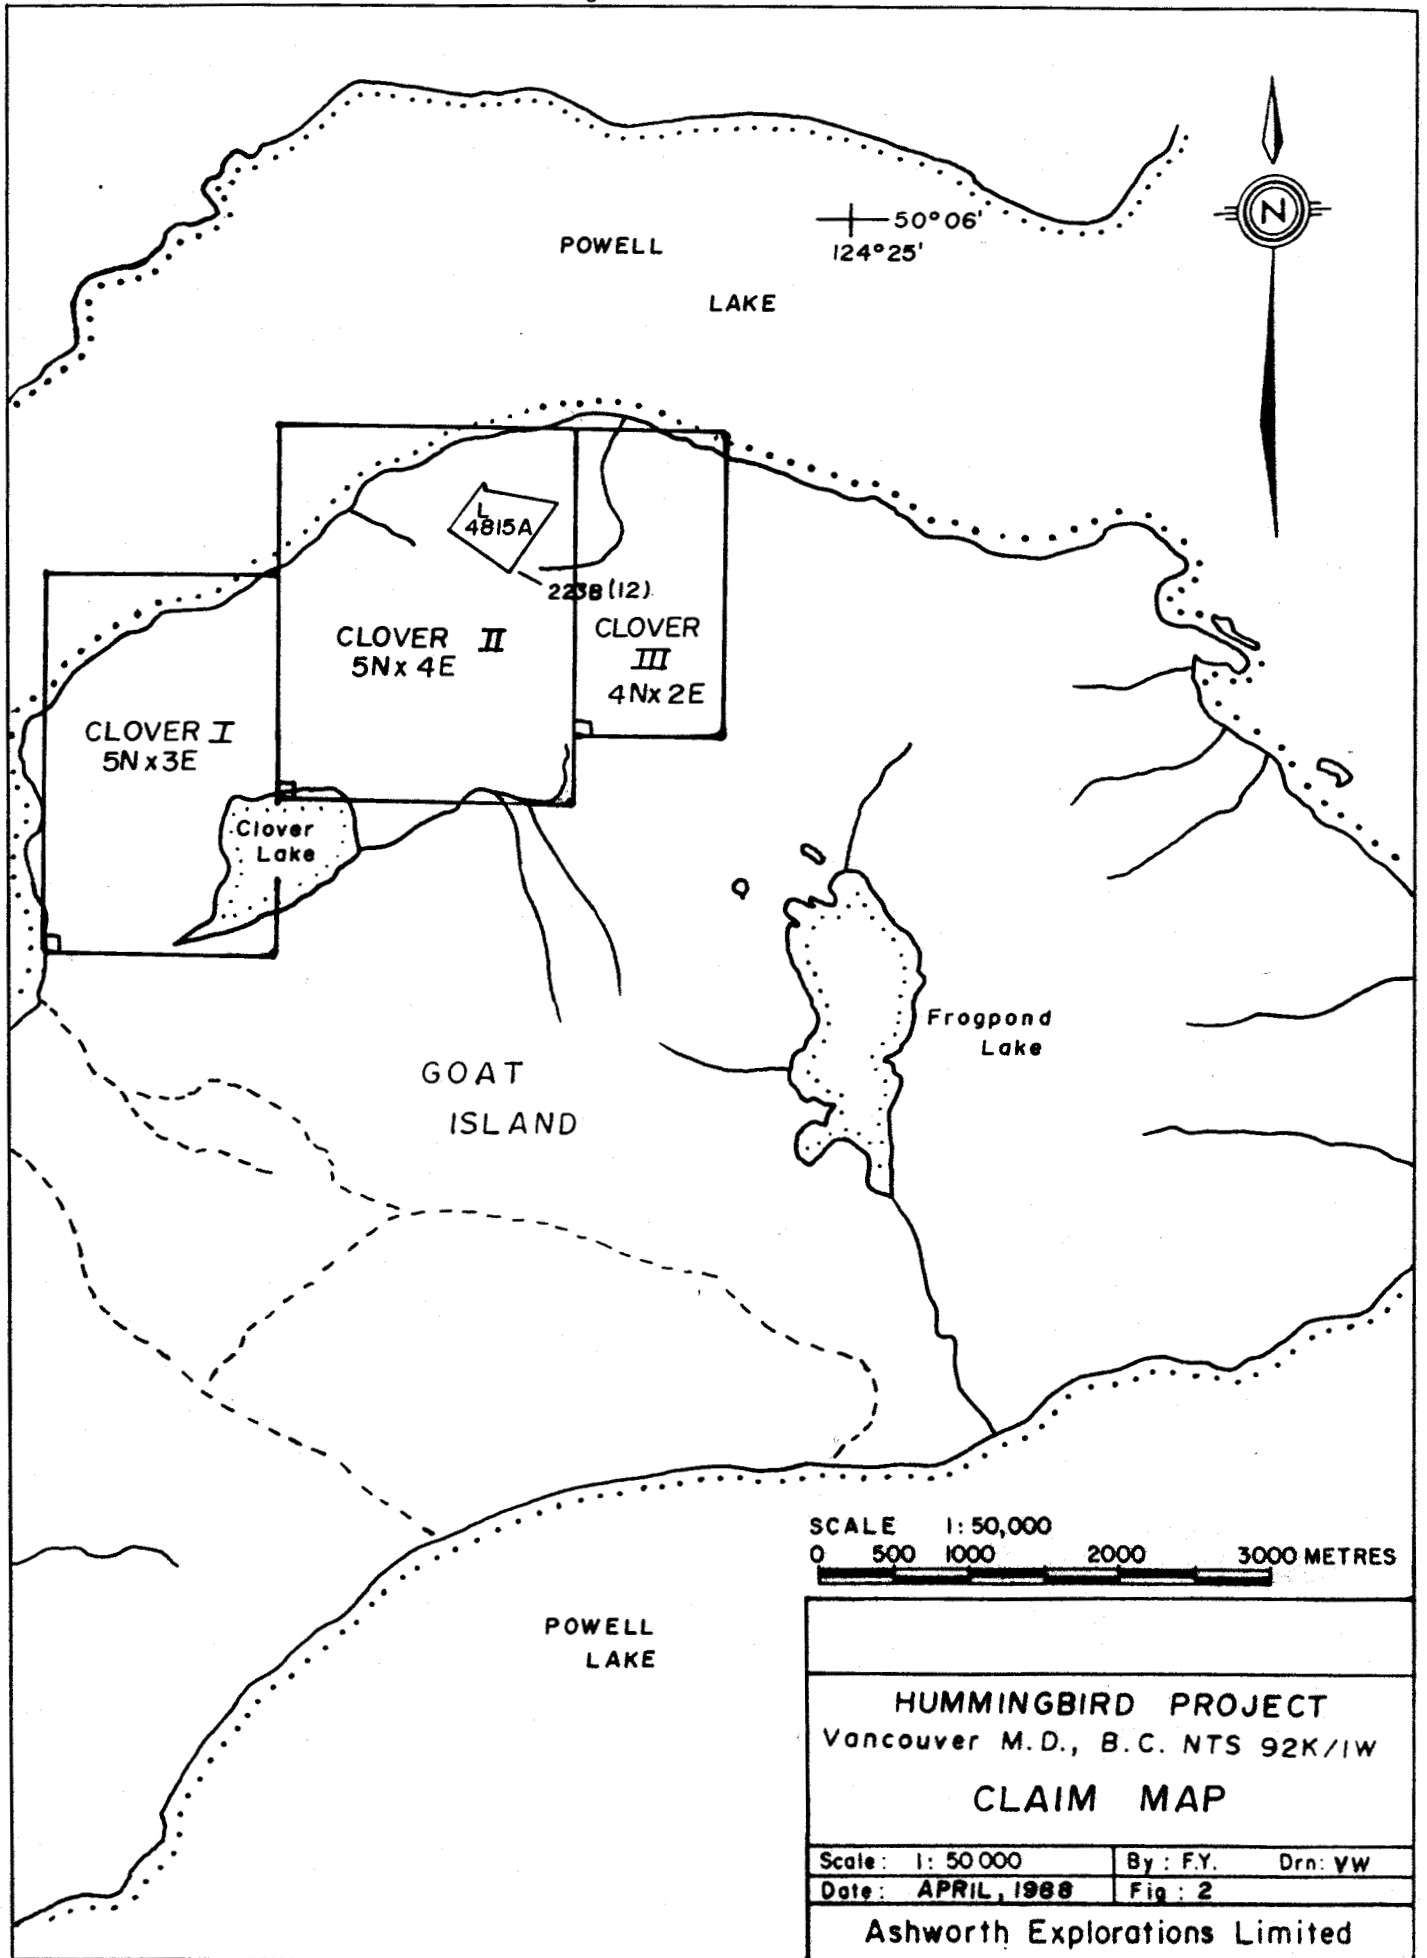 50°06'
124°25'
N
POWELL
LAKE
L
4815A
2238(12)
CLOVER II
5N x 4E
CLOVER
III
4N x 2E
CLOVER I
5N x 3E
Clover
Lake
Frogpond
Lake
GOAT
ISLAND
SCALE 1:50,000
0 500 1000 2000 3000 METRES
POWELL
LAKE
HUMMINGBIRD PROJECT
Vancouver M.D., B.C. NTS 92K/1W
CLAIM MAP
Scale: 1:50 000 By: F.Y. Drn: VW
Date: APRIL, 1988 Fig: 2
Ashworth Explorations Limited